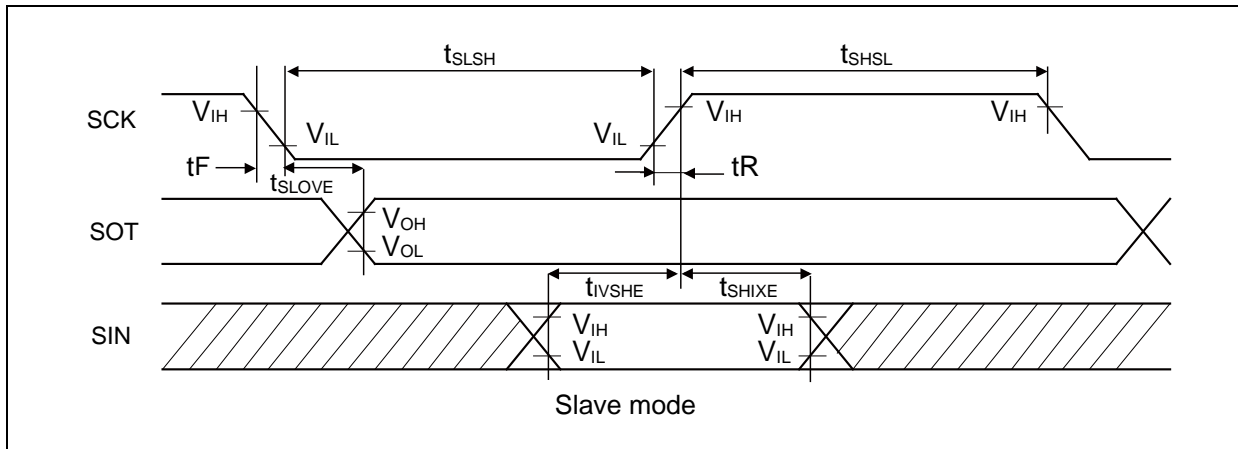 tSLSH tSHSL
SCK VIH VIL VIL VIH VIH
tF tSLOVE tR
SOT VOH
VOL
tIVSHE tSHIXE
SIN VIH VIH
VIL VIL
Slave mode